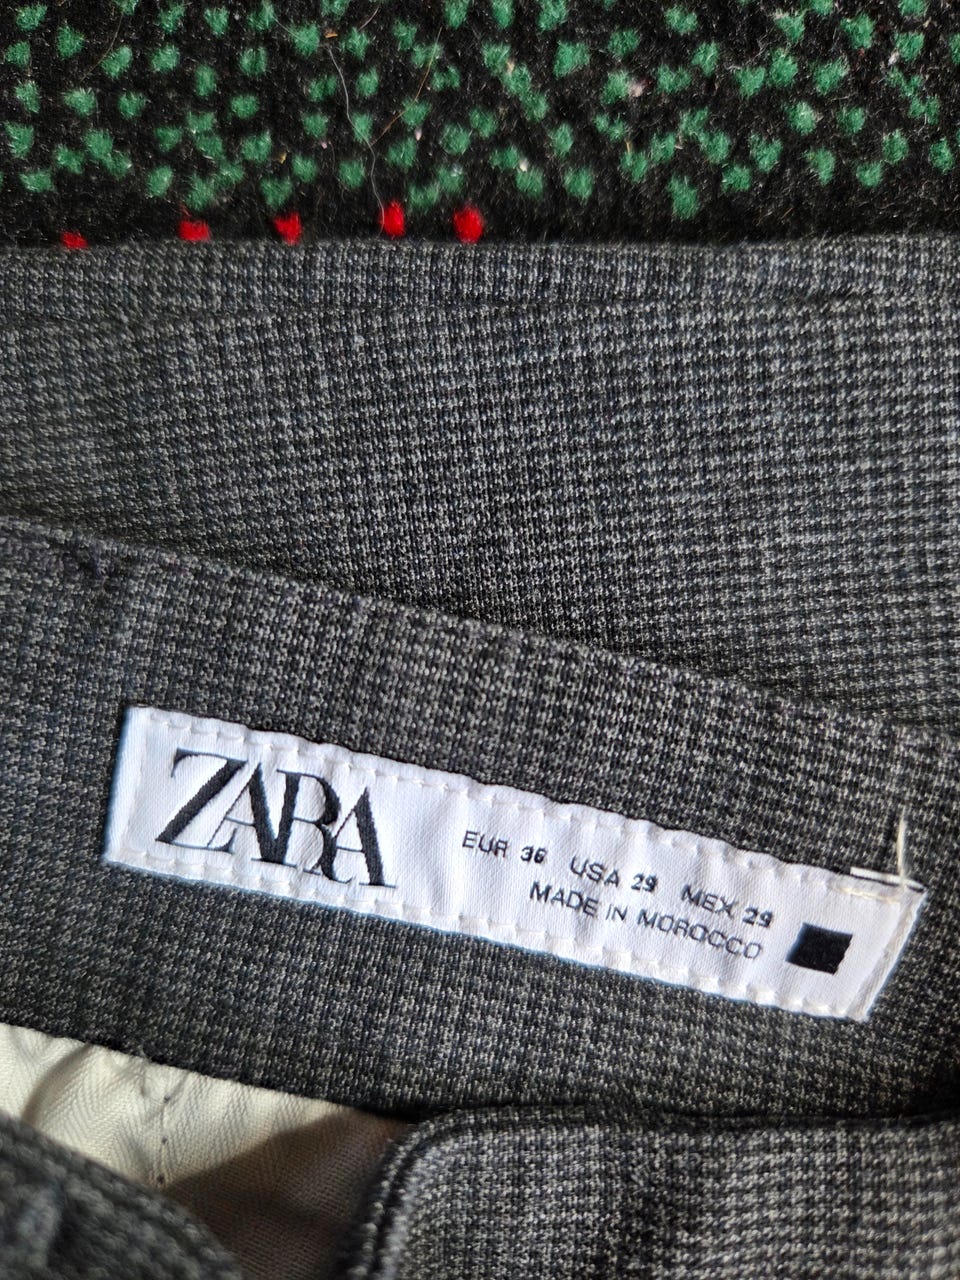 ZARA
EUR 36 USA 29 MEX 29
MADE IN MOROCCO